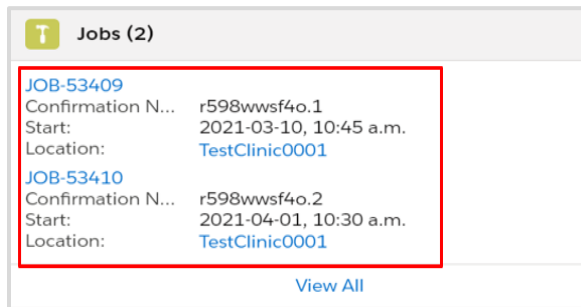 Jobs (2)
JOB-53409
Confirmation N... r598wwsf4o.1
Start: 2021-03-10, 10:45 a.m.
Location: TestClinic0001
JOB-53410
Confirmation N... r598wwsf4o.2
Start: 2021-04-01, 10:30 a.m.
Location: TestClinic0001
View All